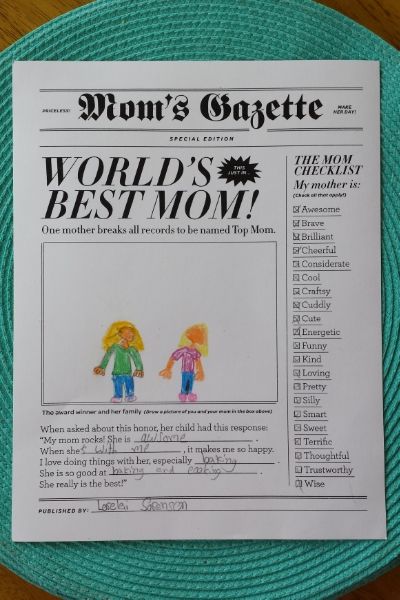 PRICELESS!
Mom's Gazette
MAKE HER DAY!
SPECIAL EDITION
WORLD'S
BEST MOM!
THIS JUST IN...
One mother breaks all records to be named Top Mom.
The award winner and her family (Draw a picture of you and your mom in the box above)
When asked about this honor, her child had this response:
"My mom rocks! She is awsome.
When she's with me, it makes me so happy.
I love doing things with her, especially baking.
She is so good at baking and cooking.
She really is the best!"
PUBLISHED BY: Lorelei Sorenson
THE MOM
CHECKLIST
My mother is:
(Check all that apply!)
Awesome
Brave
Brilliant
Cheerful
Considerate
Cool
Craftsy
Cuddly
Cute
Energetic
Funny
Kind
Loving
Pretty
Silly
Smart
Sweet
Terrific
Thoughtful
Trustworthy
Wise